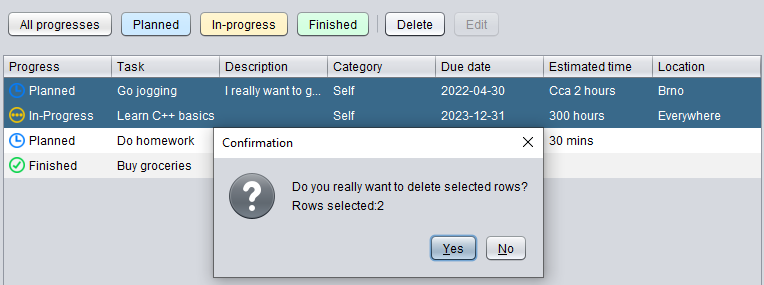 All progresses Planned In-progress Finished Delete Edit
Progress Task Description Category Due date Estimated time Location
Planned Go jogging I really want to g... Self 2022-04-30 Cca 2 hours Brno
In-Progress Learn C++ basics Self 2023-12-31 300 hours Everywhere
Planned Do homework 30 mins
Finished Buy groceries
Confirmation
Do you really want to delete selected rows?
Rows selected:2
Yes No